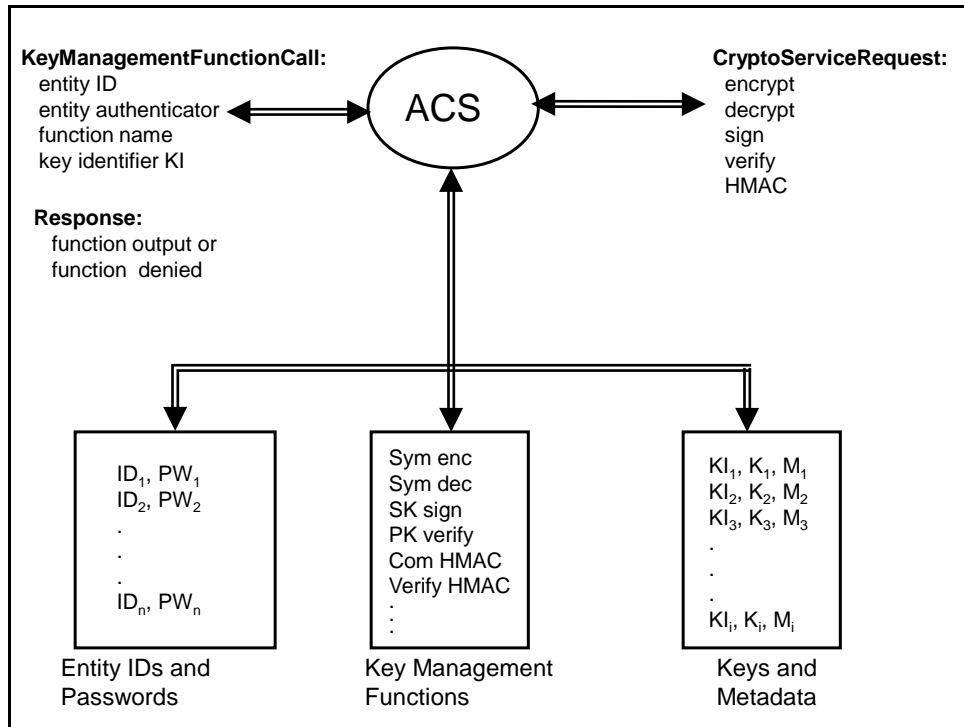 KeyManagementFunctionCall:
entity ID
entity authenticator
function name
key identifier KI
Response:
function output or
function denied
ACS
CryptoServiceRequest:
encrypt
decrypt
sign
verify
HMAC
ID₁, PW₁
ID₂, PW₂
.
.
.
IDₙ, PWₙ
Entity IDs and
Passwords
Sym enc
Sym dec
SK sign
PK verify
Com HMAC
Verify HMAC
.
.
.
Key Management
Functions
KI₁, K₁, M₁
KI₂, K₂, M₂
KI₃, K₃, M₃
.
.
.
KIᵢ, Kᵢ, Mᵢ
Keys and
Metadata